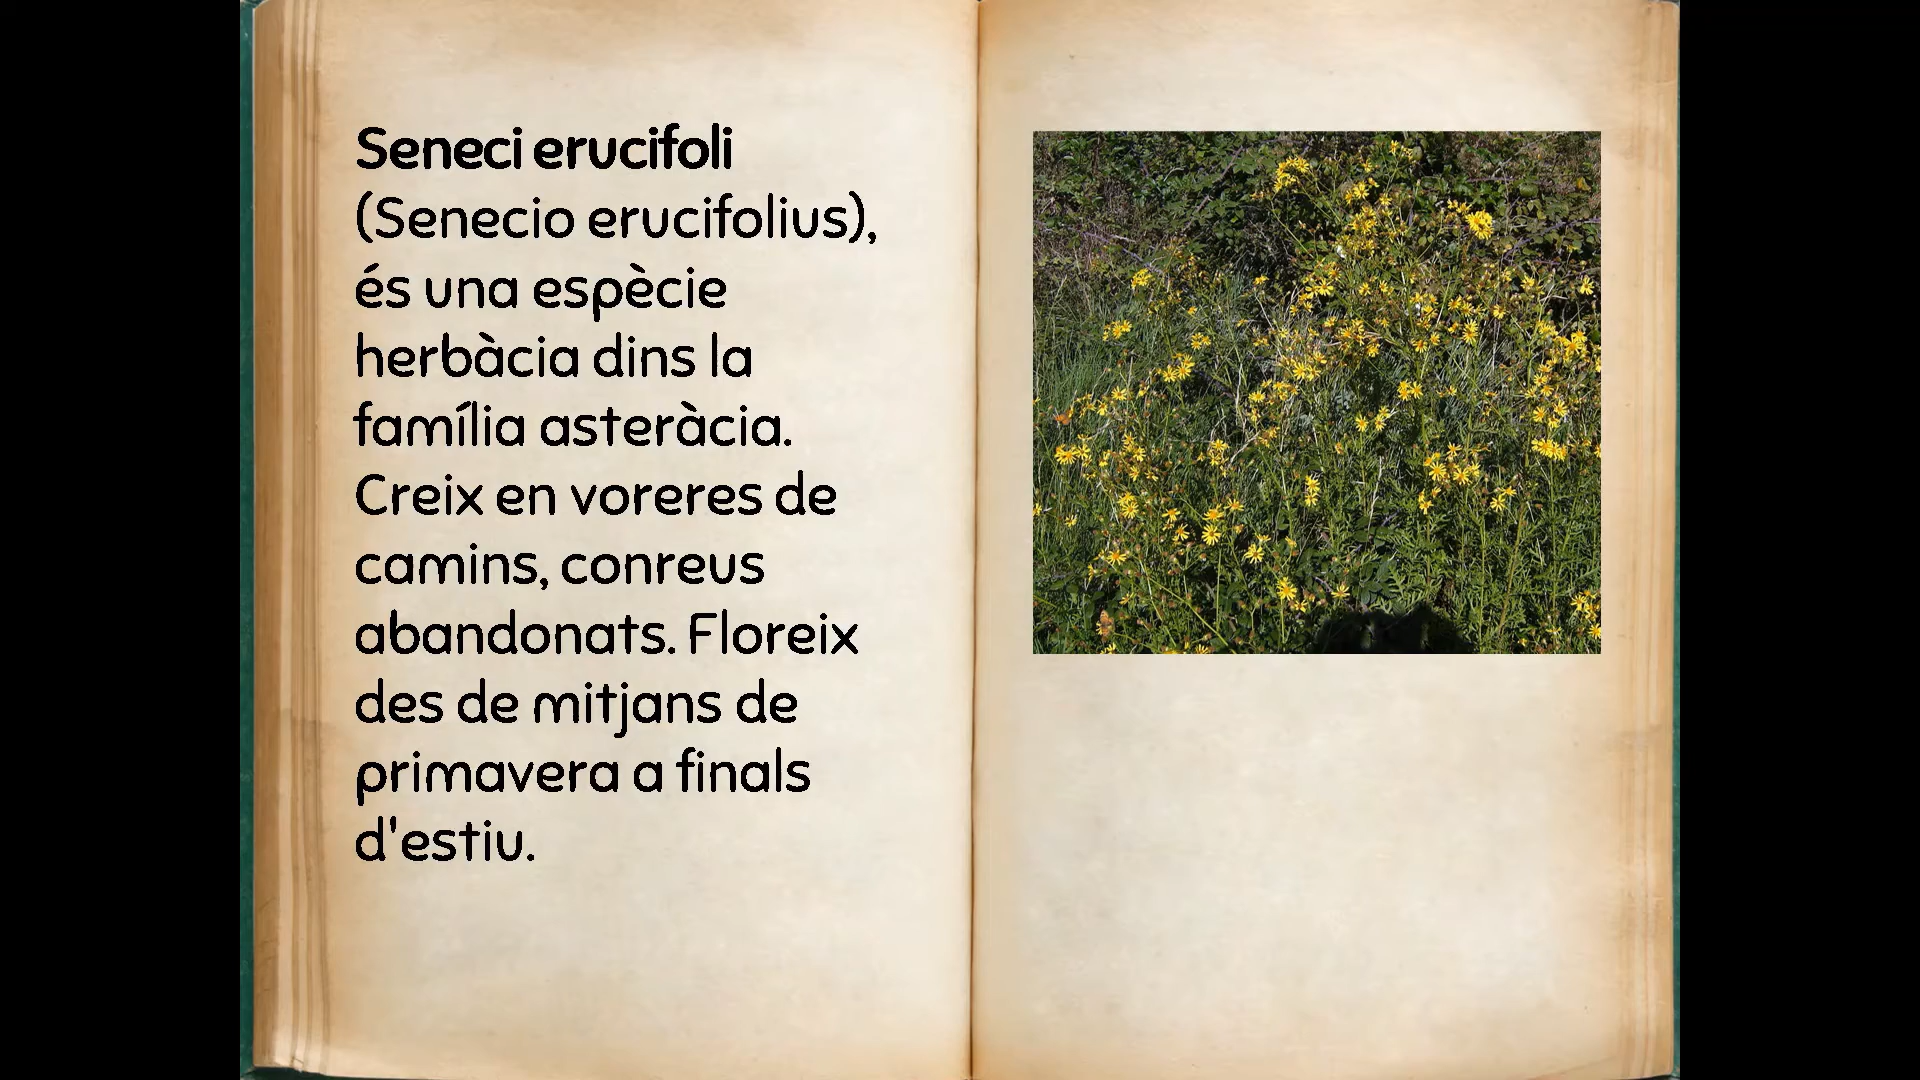 Seneci erucifoli
(Senecio erucifolius),
és una espècie
herbàcia dins la
família asteràcia.
Creix en voreres de
camins, conreus
abandonats. Floreix
des de mitjans de
primavera a finals
d'estiu.